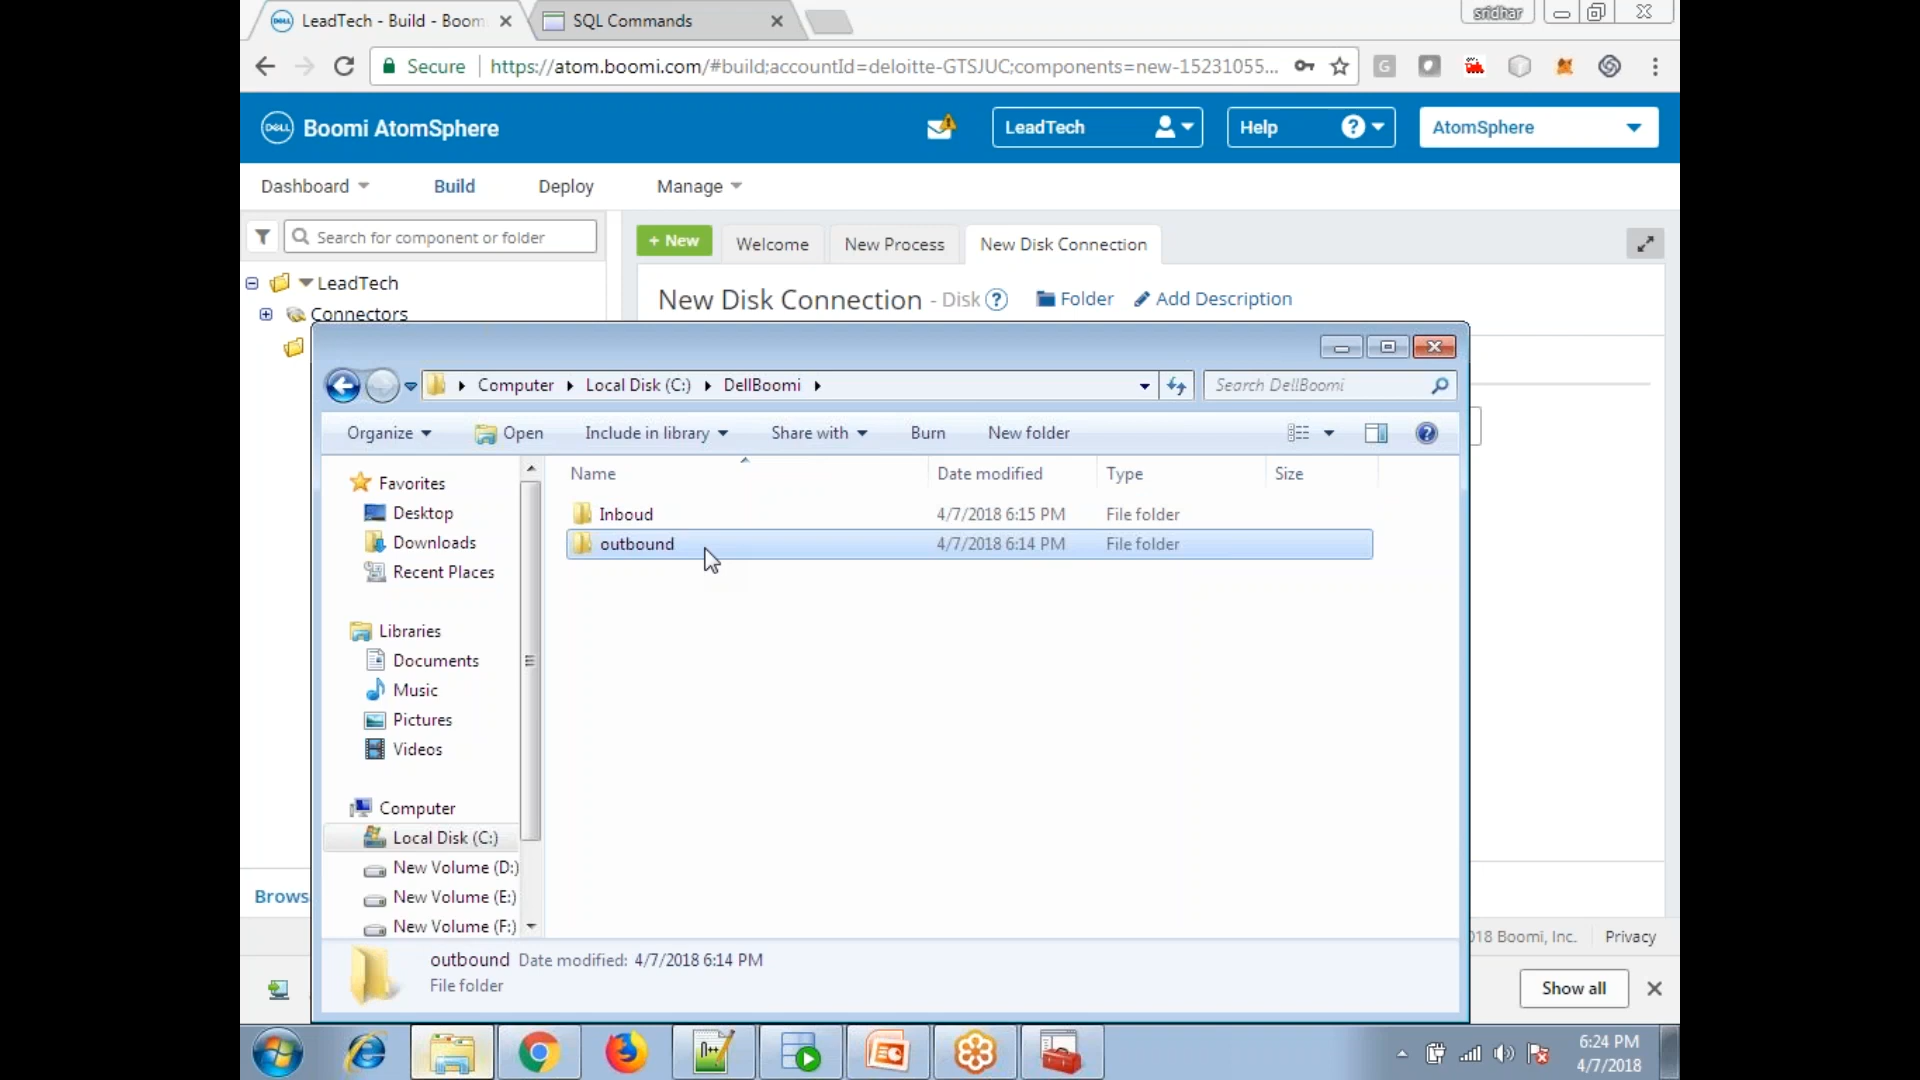 LeadTech - Build - Boom
SQL Commands
sridhar
Secure
https://atom.boomi.com/#build;accountId=deloitte-GTSJUC;components=new-15231055...
G
DELL
Boomi AtomSphere
LeadTech
Help
?
AtomSphere
Dashboard
Build
Deploy
Manage
Search for component or folder
+ New
Welcome
New Process
New Disk Connection
LeadTech
New Disk Connection - Disk
?
Folder
Add Description
Connectors
Computer
Local Disk (C:)
DellBoomi
Search DellBoomi
Organize
Open
Include in library
Share with
Burn
New folder
Name
Date modified
Type
Size
Favorites
Desktop
Downloads
Recent Places
Libraries
Documents
Music
Pictures
Videos
Computer
Local Disk (C:)
New Volume (D:)
New Volume (E:)
New Volume (F:)
Inboud 4/7/2018 6:15 PM File folder
outbound 4/7/2018 6:14 PM File folder
Brows
018 Boomi, Inc.
Privacy
outbound Date modified: 4/7/2018 6:14 PM
File folder
Show all
6:24 PM
4/7/2018